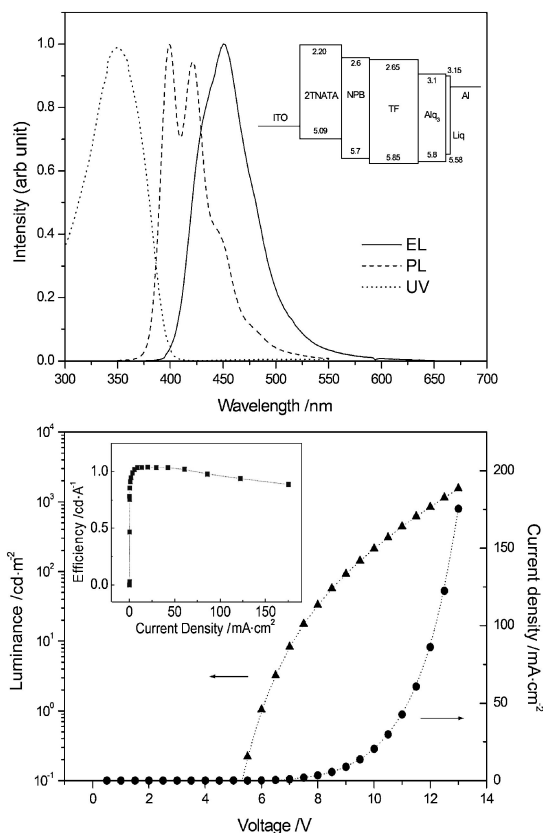 Intensity (arb unit)
1.0
0.8
0.6
0.4
0.2
0.0
2.20
2TNATA
5.09
2.6
NPB
5.7
2.65
TF
5.85
3.1
Alq3
5.8
3.15
Al
Liq
5.58
ITO
EL
PL
UV
300 350 400 450 500 550 600 650 700
Wavelength /nm
Luminance /cd·m-2
10^4
10^3
10^2
10^1
10^0
10^-1
Efficiency /cd·A-1
1.0
0.5
0.0
0 50 100 150
Current Density /mA·cm-2
200
150
100
50
0
Current density /mA·cm-2
0 2 4 6 8 10 12 14
Voltage /V